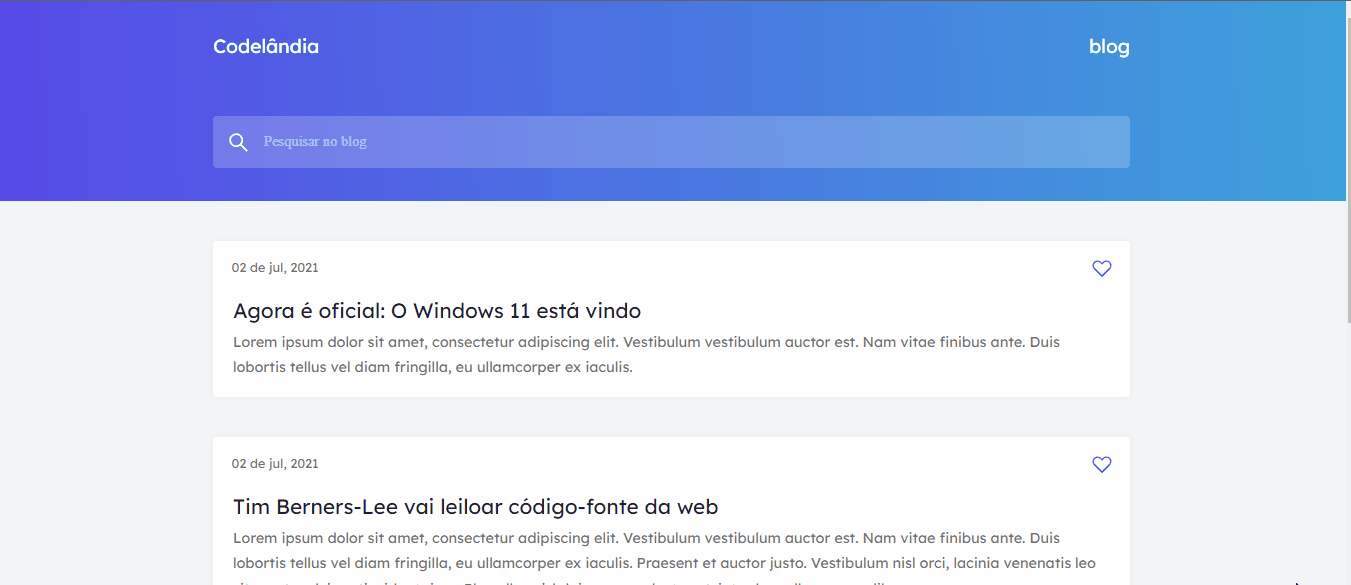 Codelândia
blog
Pesquisar no blog
02 de jul, 2021
Agora é oficial: O Windows 11 está vindo
Lorem ipsum dolor sit amet, consectetur adipiscing elit. Vestibulum vestibulum auctor est. Nam vitae finibus ante. Duis
lobortis tellus vel diam fringilla, eu ullamcorper ex iaculis.
02 de jul, 2021
Tim Berners-Lee vai leiloar código-fonte da web
Lorem ipsum dolor sit amet, consectetur adipiscing elit. Vestibulum vestibulum auctor est. Nam vitae finibus ante. Duis
lobortis tellus vel diam fringilla, eu ullamcorper ex iaculis. Praesent et auctor justo. Vestibulum nisl orci, lacinia venenatis leo